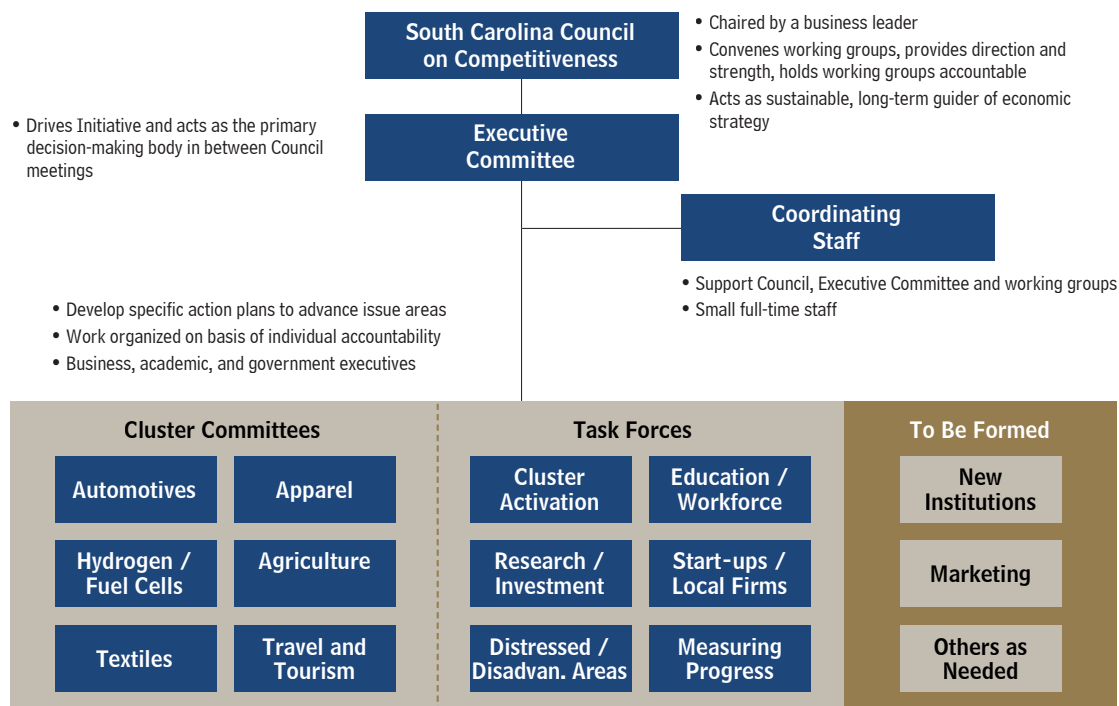 South Carolina Council
on Competitiveness
• Chaired by a business leader
• Convenes working groups, provides direction and
strength, holds working groups accountable
• Acts as sustainable, long-term guider of economic
strategy
• Drives Initiative and acts as the primary
decision-making body in between Council
meetings
Executive
Committee
Coordinating
Staff
• Support Council, Executive Committee and working groups
• Small full-time staff
• Develop specific action plans to advance issue areas
• Work organized on basis of individual accountability
• Business, academic, and government executives
Cluster Committees
Automotives
Apparel
Hydrogen /
Fuel Cells
Agriculture
Textiles
Travel and
Tourism
Task Forces
Cluster
Activation
Education /
Workforce
Research /
Investment
Start-ups /
Local Firms
Distressed /
Disadvan. Areas
Measuring
Progress
To Be Formed
New
Institutions
Marketing
Others as
Needed